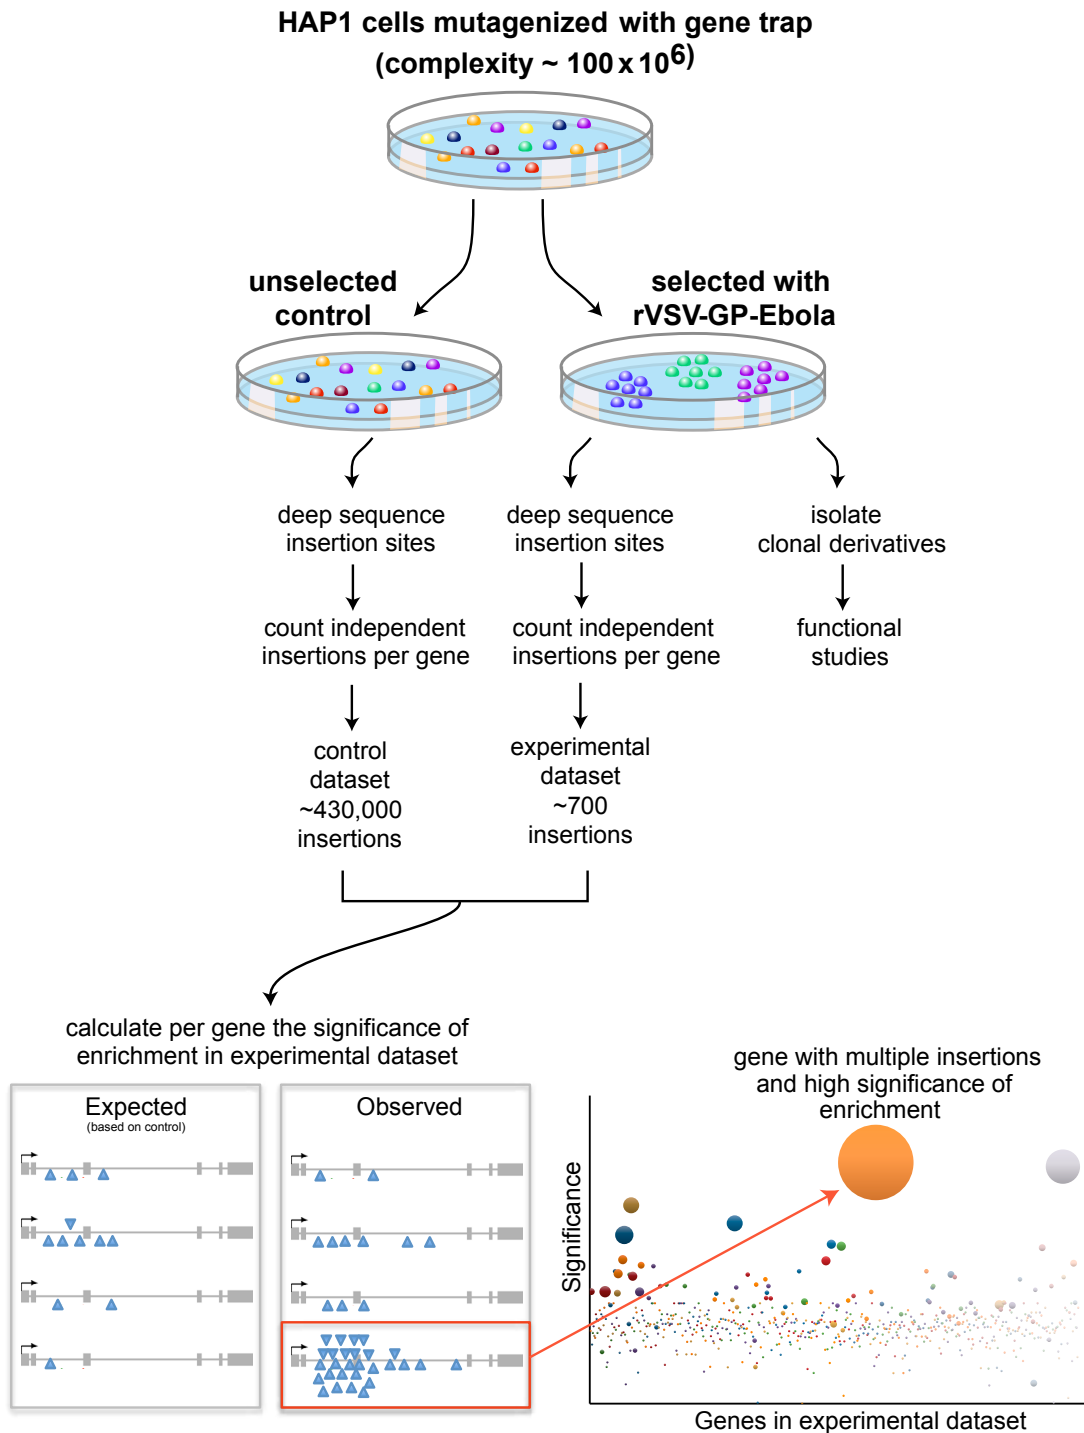 HAP1 cells mutagenized with gene trap
(complexity ~ 100 x 10⁶)
unselected
control
selected with
rVSV-GP-Ebola
deep sequence
insertion sites
deep sequence
insertion sites
isolate
clonal derivatives
count independent
insertions per gene
count independent
insertions per gene
functional
studies
control
dataset
~430,000
insertions
experimental
dataset
~700
insertions
calculate per gene the significance of
enrichment in experimental dataset
Expected
(based on control)
Observed
gene with multiple insertions
and high significance of
enrichment
Significance
Genes in experimental dataset